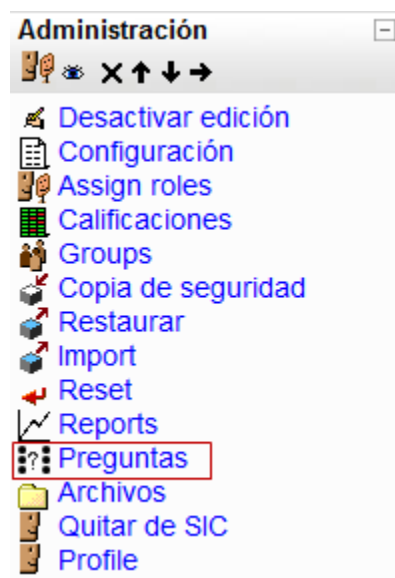 Administración
Desactivar edición
Configuración
Assign roles
Calificaciones
Groups
Copia de seguridad
Restaurar
Import
Reset
Reports
Preguntas
Archivos
Quitar de SIC
Profile